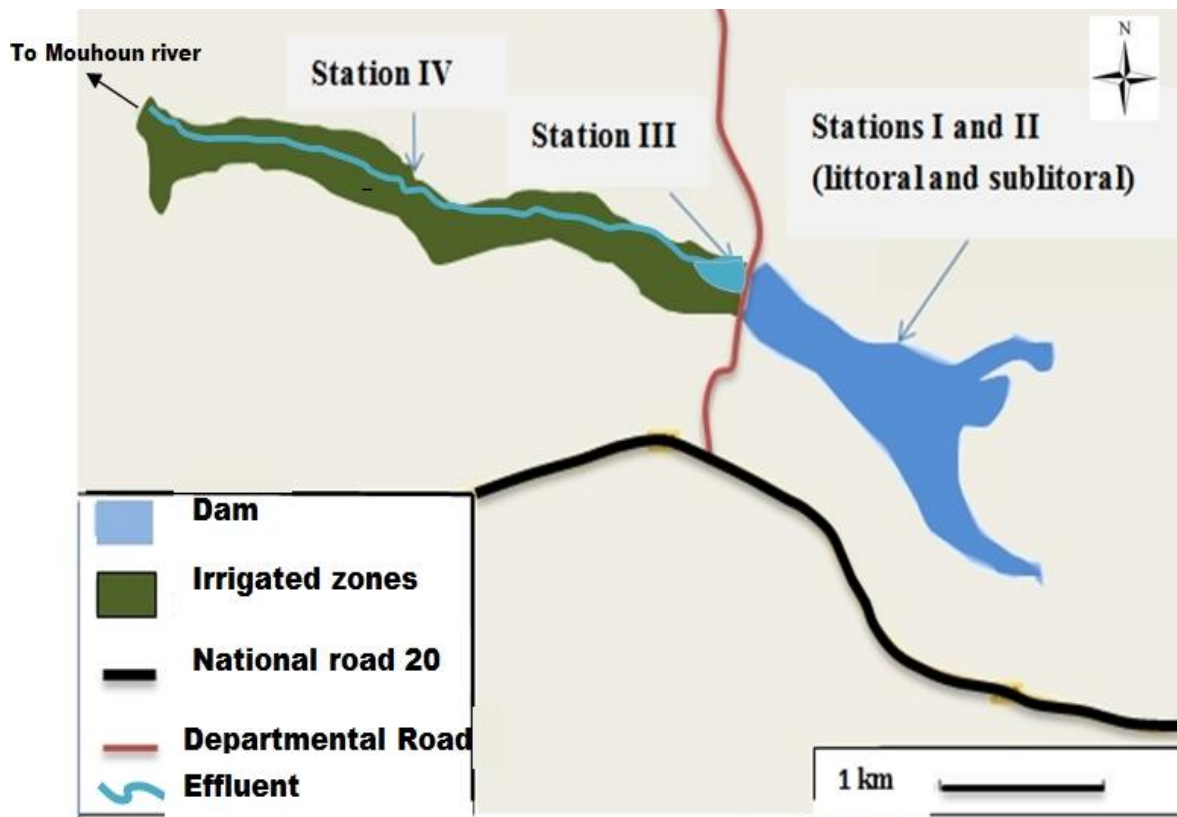 N
To Mouhoun river
Station IV
Station III
Stations I and II
(littoral and sublitoral)
Dam
Irrigated zones
National road 20
Departmental Road
Effluent
1 km